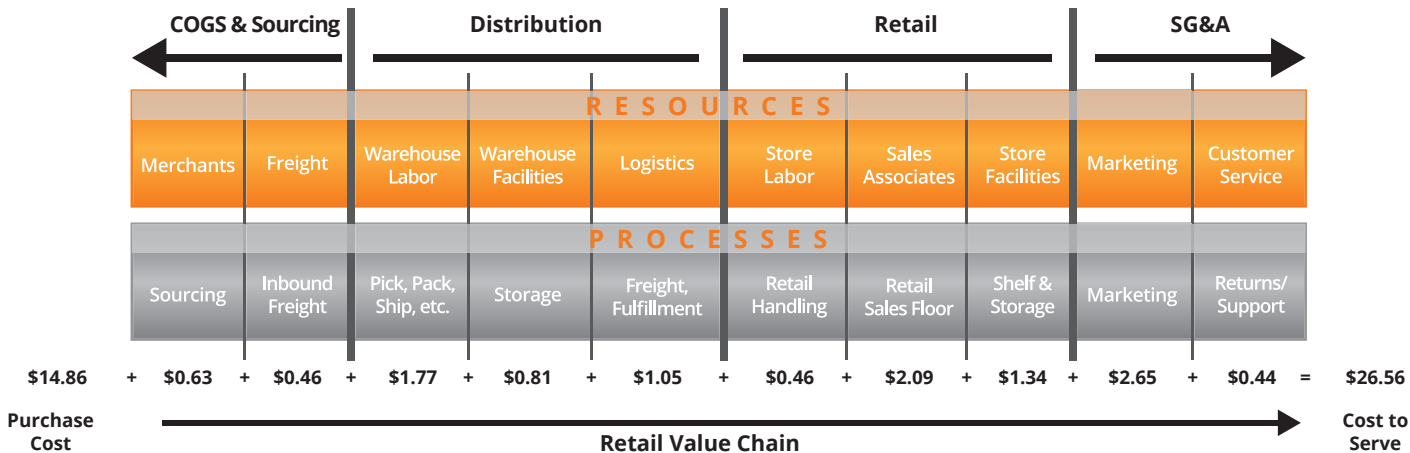 COGS & Sourcing Distribution Retail SG&A
RESOURCES
Merchants
Freight
Warehouse
Labor
Warehouse
Facilities
Logistics
Store
Labor
Sales
Associates
Store
Facilities
Marketing
Customer
Service
PROCESSES
Sourcing
Inbound
Freight
Pick, Pack,
Ship, etc.
Storage
Freight,
Fulfillment
Retail
Handling
Retail
Sales Floor
Shelf &
Storage
Marketing
Returns/
Support
$14.86 + $0.63 + $0.46 + $1.77 + $0.81 + $1.05 + $0.46 + $2.09 + $1.34 + $2.65 + $0.44 = $26.56
Purchase
Cost
Retail Value Chain
Cost to
Serve